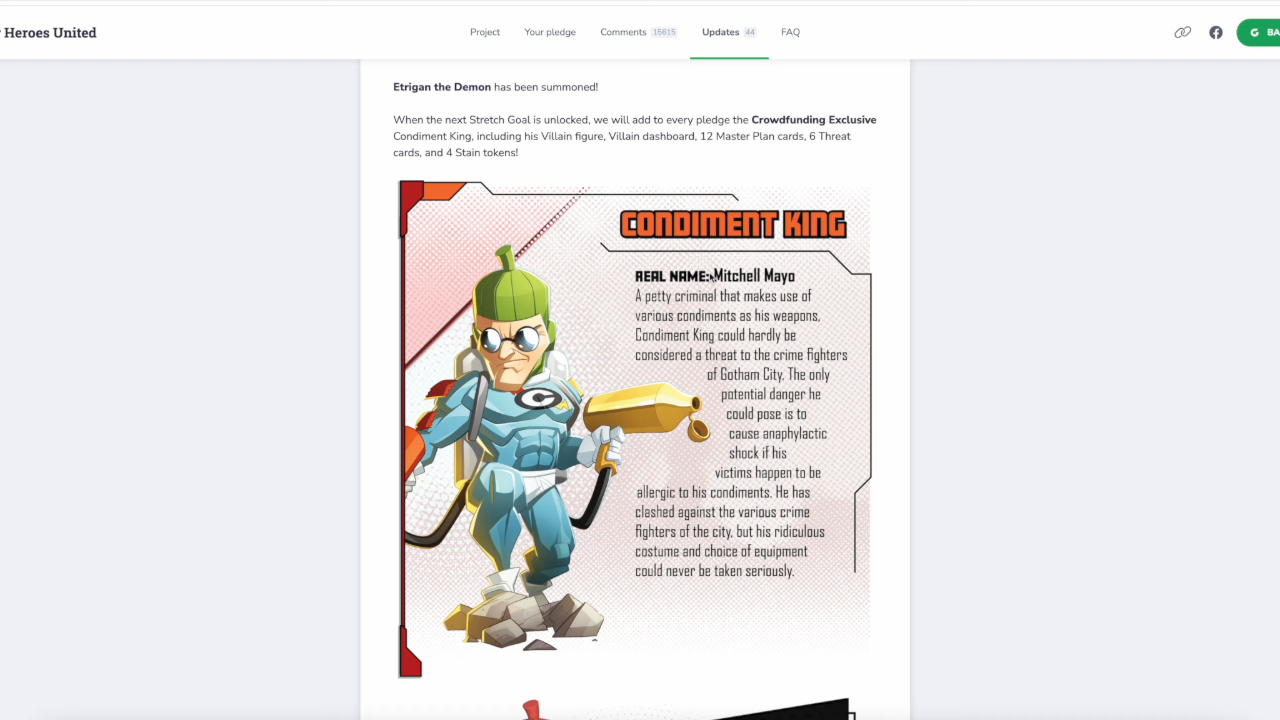 Heroes United
Project
Your pledge
Comments 15615
Updates 44
FAQ
BA
Etrigan the Demon has been summoned!
When the next Stretch Goal is unlocked, we will add to every pledge the Crowdfunding Exclusive
Condiment King, including his Villain figure, Villain dashboard, 12 Master Plan cards, 6 Threat
cards, and 4 Stain tokens!
CONDIMENT KING
REAL NAME: Mitchell Mayo
A petty criminal that makes use of
various condiments as his weapons,
Condiment King could hardly be
considered a threat to the crime fighters
of Gotham City. The only
potential danger he
could pose is to
cause anaphylactic
shock if his
victims happen to be
allergic to his condiments. He has
clashed against the various crime
fighters of the city, but his ridiculous
costume and choice of equipment
could never be taken seriously.
C